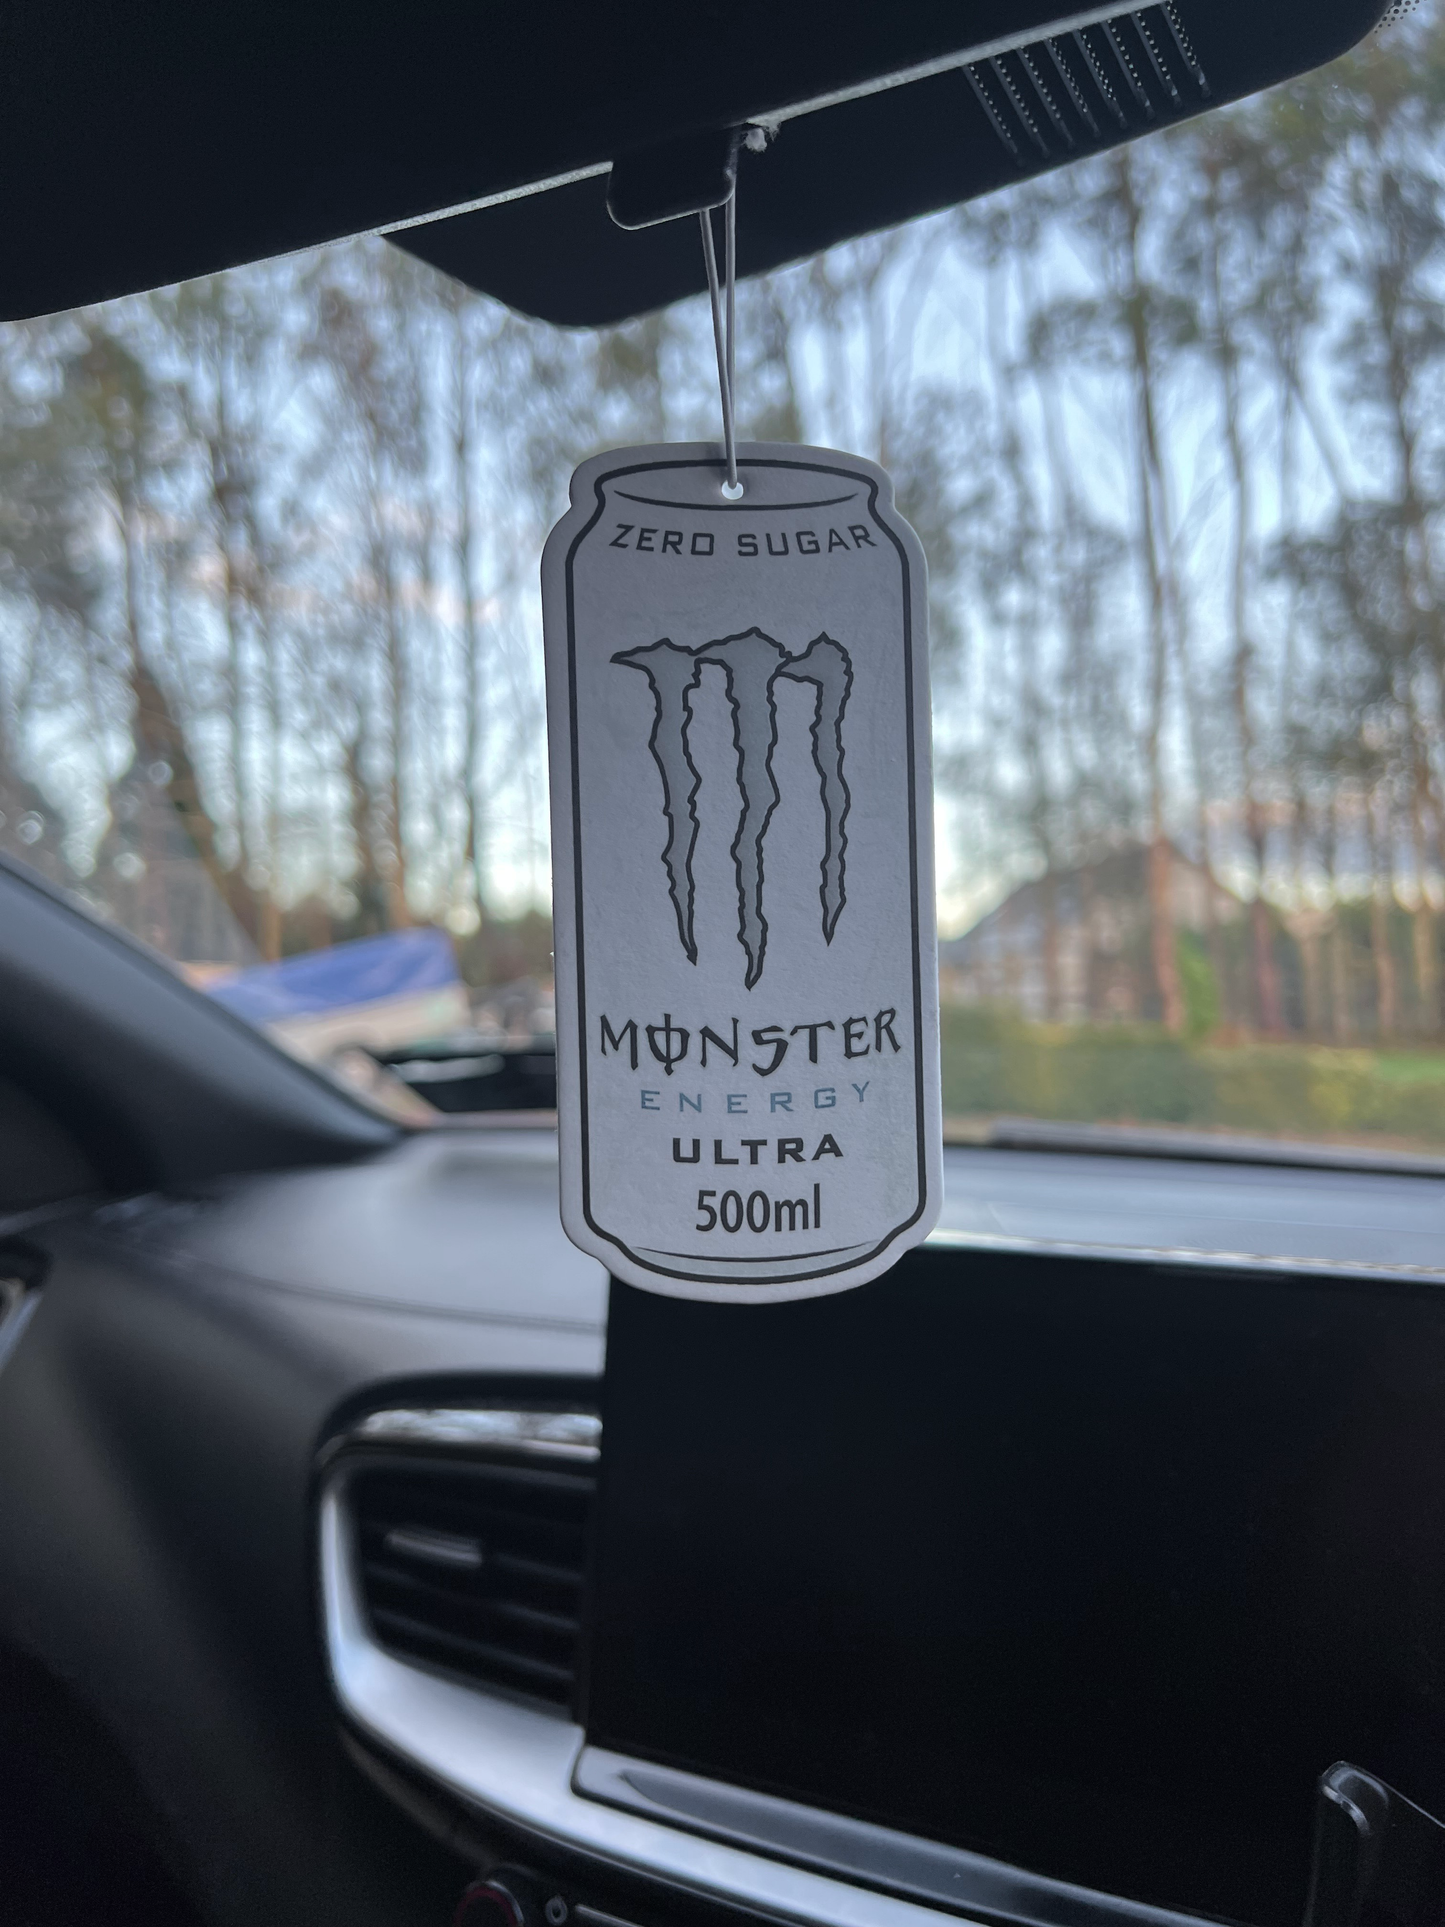 ZERO SUGAR
MONSTER
ENERGY
ULTRA
500ml